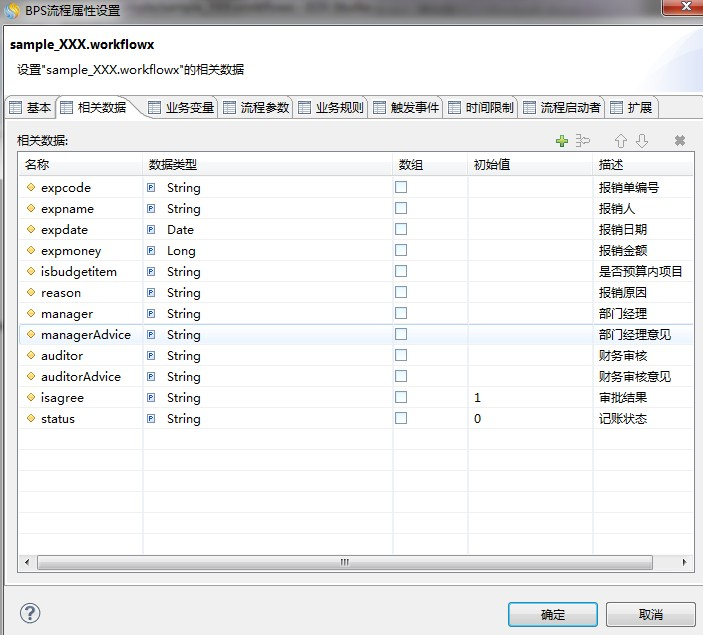 BPS流程属性设置
sample_XXX.workflowx
设置"sample_XXX.workflowx"的相关数据
基本 相关数据 业务变量 流程参数 业务规则 触发事件 时间限制 流程启动者 扩展
相关数据:
名称 数据类型 数组 初始值 描述
expcode String 报销单编号
expname String 报销人
expdate Date 报销日期
expmoney Long 报销金额
isbudgetitem String 是否预算内项目
reason String 报销原因
manager String 部门经理
managerAdvice String 部门经理意见
auditor String 财务审核
auditorAdvice String 财务审核意见
isagree String 1 审批结果
status String 0 记账状态
确定 取消